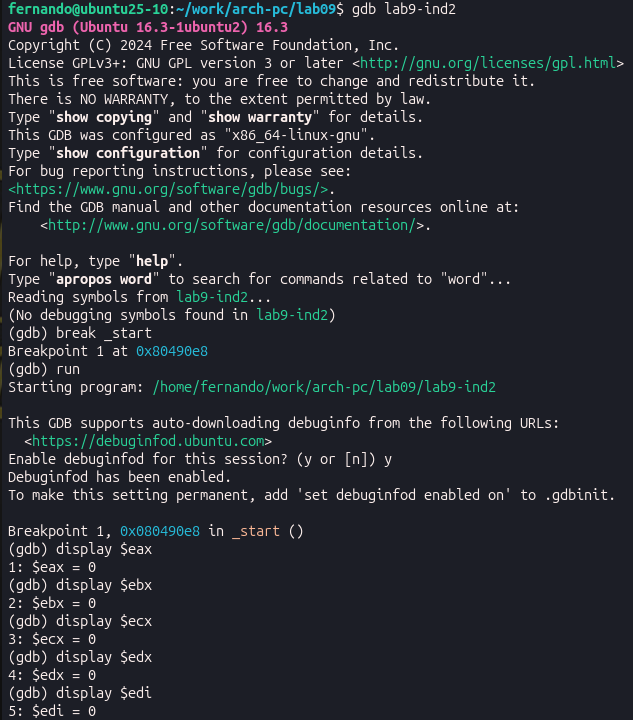 fernando@ubuntu25-10:~/work/arch-pc/lab09$ gdb lab9-ind2
GNU gdb (Ubuntu 16.3-1ubuntu2) 16.3
Copyright (C) 2024 Free Software Foundation, Inc.
License GPLv3+: GNU GPL version 3 or later <http://gnu.org/licenses/gpl.html>
This is free software: you are free to change and redistribute it.
There is NO WARRANTY, to the extent permitted by law.
Type "show copying" and "show warranty" for details.
This GDB was configured as "x86_64-linux-gnu".
Type "show configuration" for configuration details.
For bug reporting instructions, please see:
<https://www.gnu.org/software/gdb/bugs/>.
Find the GDB manual and other documentation resources online at:
    <http://www.gnu.org/software/gdb/documentation/>.

For help, type "help".
Type "apropos word" to search for commands related to "word"...
Reading symbols from lab9-ind2...
(No debugging symbols found in lab9-ind2)
(gdb) break _start
Breakpoint 1 at 0x80490e8
(gdb) run
Starting program: /home/fernando/work/arch-pc/lab09/lab9-ind2

This GDB supports auto-downloading debuginfo from the following URLs:
  <https://debuginfod.ubuntu.com>
Enable debuginfod for this session? (y or [n]) y
Debuginfod has been enabled.
To make this setting permanent, add 'set debuginfod enabled on' to .gdbinit.

Breakpoint 1, 0x080490e8 in _start ()
(gdb) display $eax
1: $eax = 0
(gdb) display $ebx
2: $ebx = 0
(gdb) display $ecx
3: $ecx = 0
(gdb) display $edx
4: $edx = 0
(gdb) display $edi
5: $edi = 0